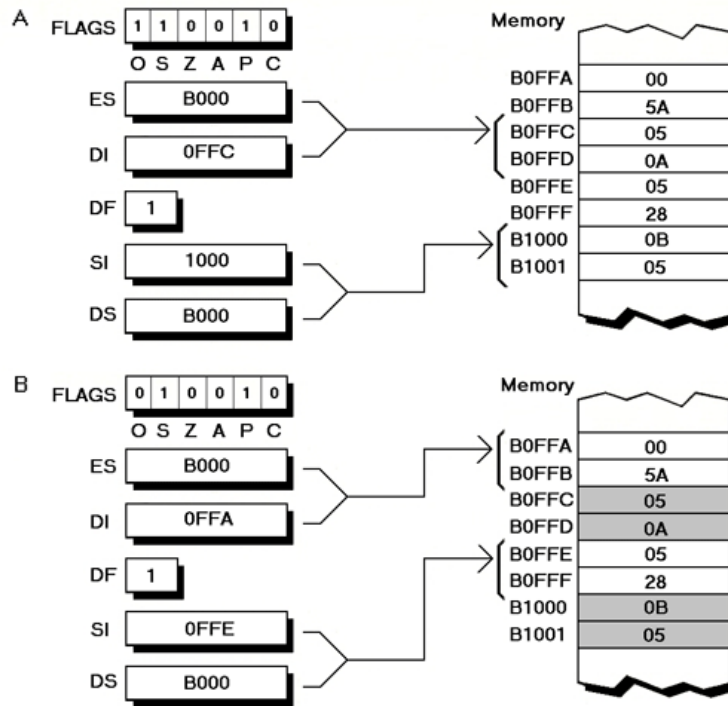 A
FLAGS 1 1 0 0 1 0
O S Z A P C
ES B000
DI 0FFC
DF 1
SI 1000
DS B000
Memory
B0FFA 00
B0FFB 5A
B0FFC 05
B0FFD 0A
B0FFE 05
B0FFF 28
B1000 0B
B1001 05
B
FLAGS 0 1 0 0 1 0
O S Z A P C
ES B000
DI 0FFA
DF 1
SI 0FFE
DS B000
Memory
B0FFA 00
B0FFB 5A
B0FFC 05
B0FFD 0A
B0FFE 05
B0FFF 28
B1000 0B
B1001 05